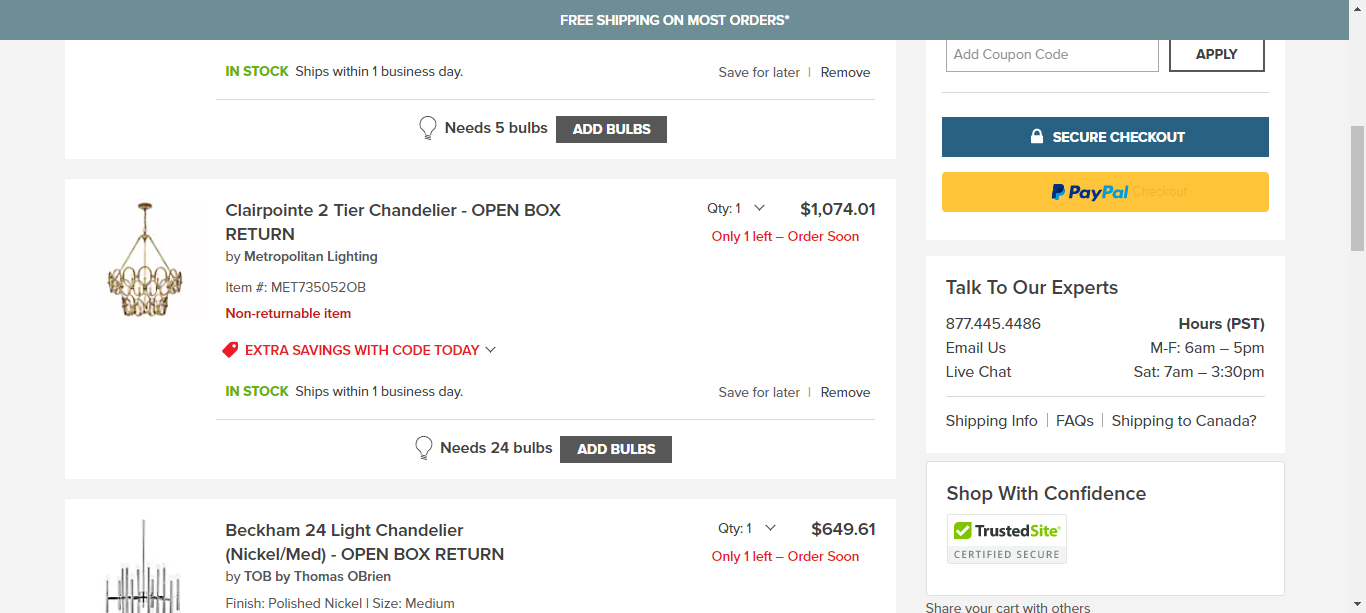 FREE SHIPPING ON MOST ORDERS*
IN STOCK Ships within 1 business day.
Save for later | Remove
Needs 5 bulbs ADD BULBS
Clairpointe 2 Tier Chandelier - OPEN BOX
RETURN
by Metropolitan Lighting
Item #: MET735052OB
Non-returnable item
Qty: 1 $1,074.01
Only 1 left – Order Soon
EXTRA SAVINGS WITH CODE TODAY
IN STOCK Ships within 1 business day.
Save for later | Remove
Needs 24 bulbs ADD BULBS
Beckham 24 Light Chandelier
(Nickel/Med) - OPEN BOX RETURN
by TOB by Thomas OBrien
Finish: Polished Nickel | Size: Medium
Qty: 1 $649.61
Only 1 left – Order Soon
Add Coupon Code APPLY
SECURE CHECKOUT
PayPal Checkout
Talk To Our Experts
877.445.4486 Hours (PST)
Email Us M-F: 6am – 5pm
Live Chat Sat: 7am – 3:30pm
Shipping Info | FAQs | Shipping to Canada?
Shop With Confidence
TrustedSite
CERTIFIED SECURE
Share your cart with others